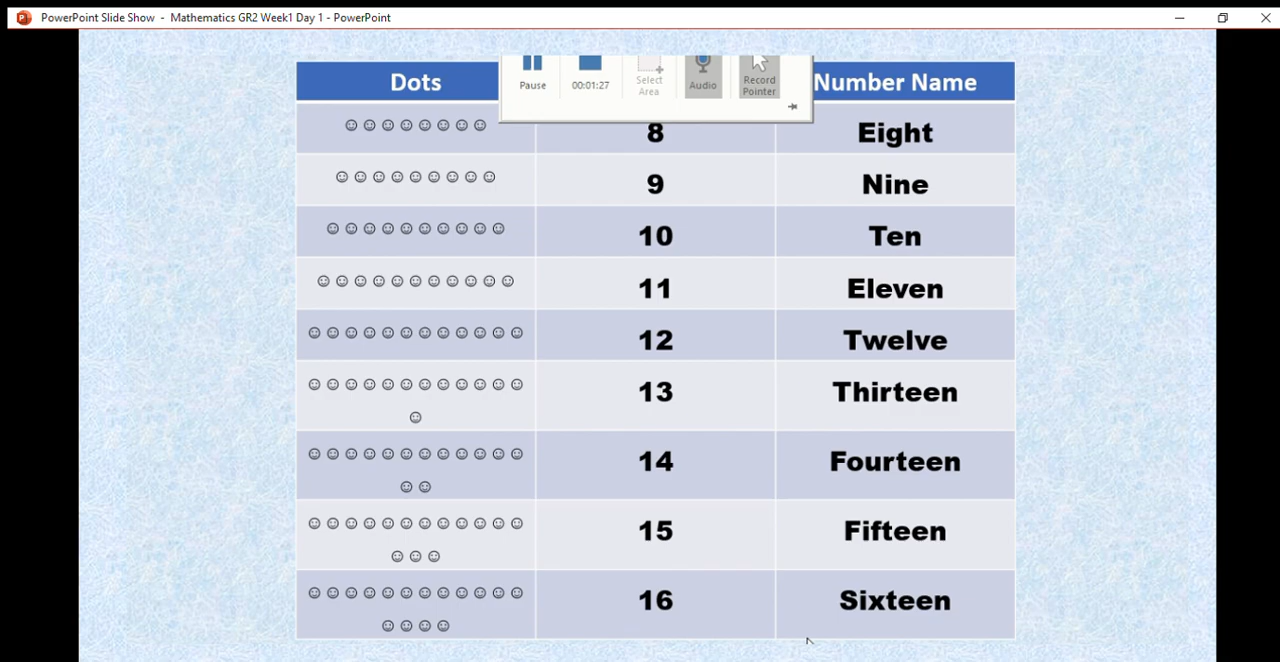 PowerPoint Slide Show - Mathematics GR2 Week1 Day 1 - PowerPoint
Dots Number Name
Pause 00:01:27 Select Area Audio Record Pointer
8 Eight
9 Nine
10 Ten
11 Eleven
12 Twelve
13 Thirteen
14 Fourteen
15 Fifteen
16 Sixteen